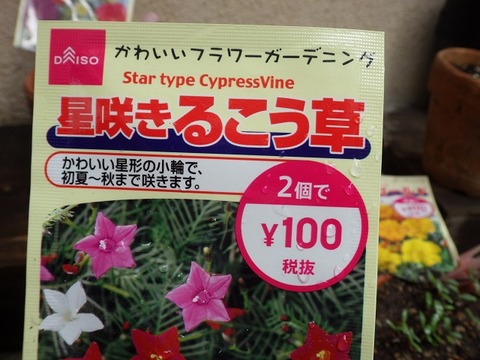 DAISO
かわいいフラワーガーデニング
Star type CypressVine
星咲きるこう草
かわいい星形の小輪で、
初夏～秋まで咲きます。
2個で
¥100
税抜